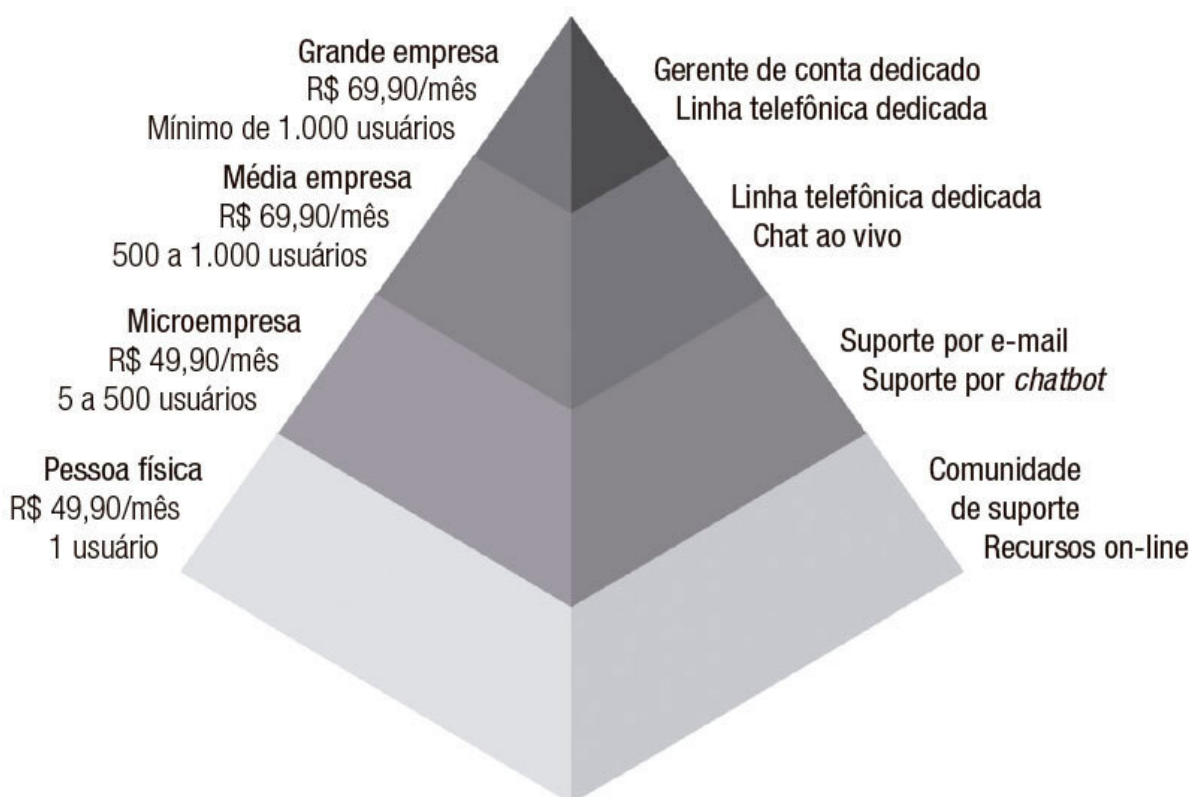 Grande empresa
R$ 69,90/mês
Mínimo de 1.000 usuários
Gerente de conta dedicado
Linha telefônica dedicada
Média empresa
R$ 69,90/mês
500 a 1.000 usuários
Linha telefônica dedicada
Chat ao vivo
Microempresa
R$ 49,90/mês
5 a 500 usuários
Suporte por e-mail
Suporte por chatbot
Pessoa física
R$ 49,90/mês
1 usuário
Comunidade
de suporte
Recursos on-line